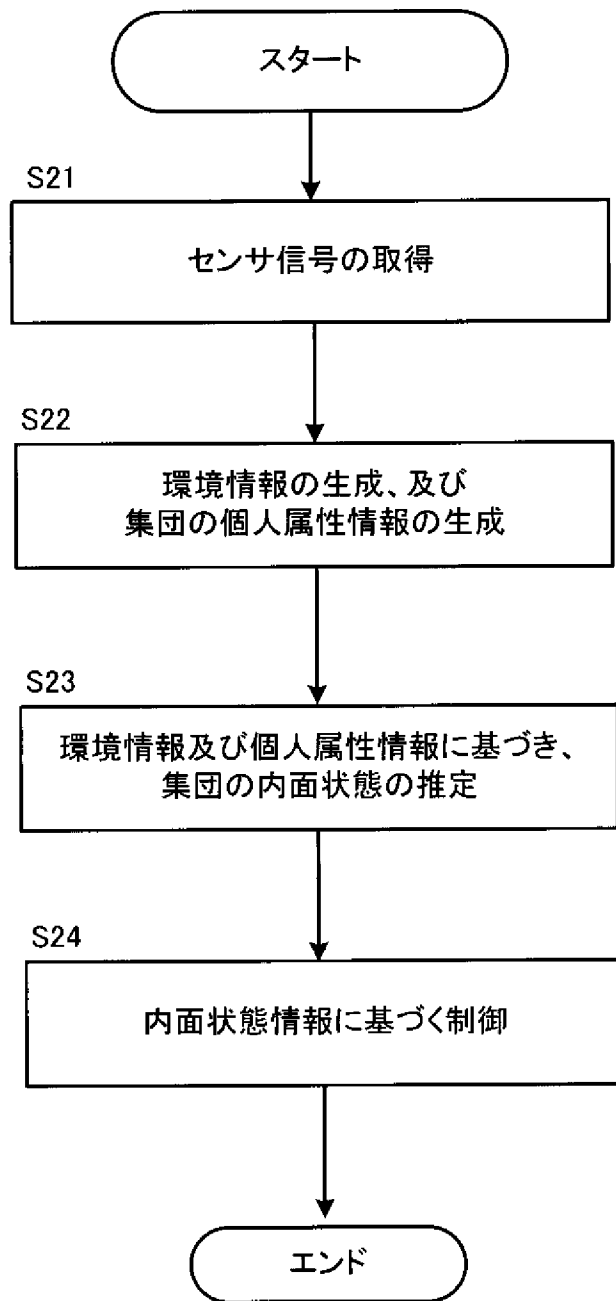 スタート
S21
センサ信号の取得
S22
環境情報の生成、及び
集団の個人属性情報の生成
S23
環境情報及び個人属性情報に基づき、
集団の内面状態の推定
S24
内面状態情報に基づく制御
エンド